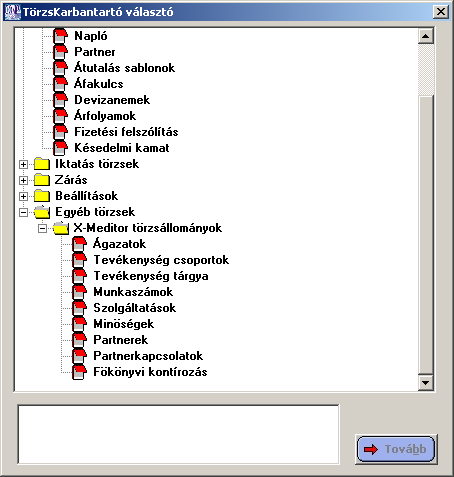 TörzsKarbantartó választó
Napló
Partner
Átutalás sablonok
Áfakulcs
Devizanemek
Árfolyamok
Fizetési felszólítás
Késedelmi kamat
Iktatás törzsek
Zárás
Beállítások
Egyéb törzsek
X-Meditor törzsállományok
Ágazatok
Tevékenység csoportok
Tevékenység tárgya
Munkaszámok
Szolgáltatások
Minöségek
Partnerek
Partnerkapcsolatok
Fökönyvi kontírozás
Tovább